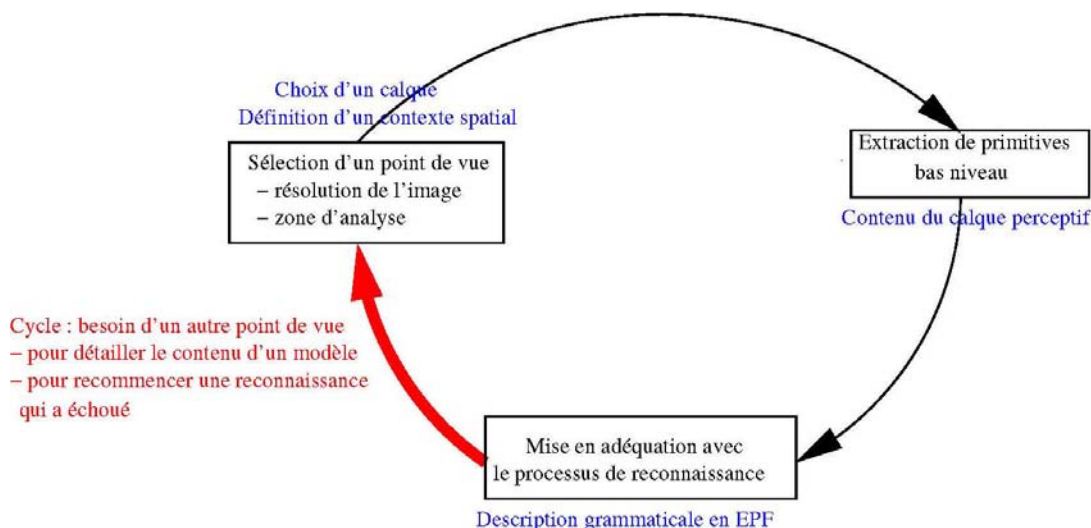 Choix d'un calque
Définition d'un contexte spatial
Sélection d'un point de vue
– résolution de l'image
– zone d'analyse
Extraction de primitives
bas niveau
Contenu du calque perceptif
Cycle : besoin d'un autre point de vue
– pour détailler le contenu d'un modèle
– pour recommencer une reconnaissance
qui a échoué
Mise en adéquation avec
le processus de reconnaissance
Description grammaticale en EPF